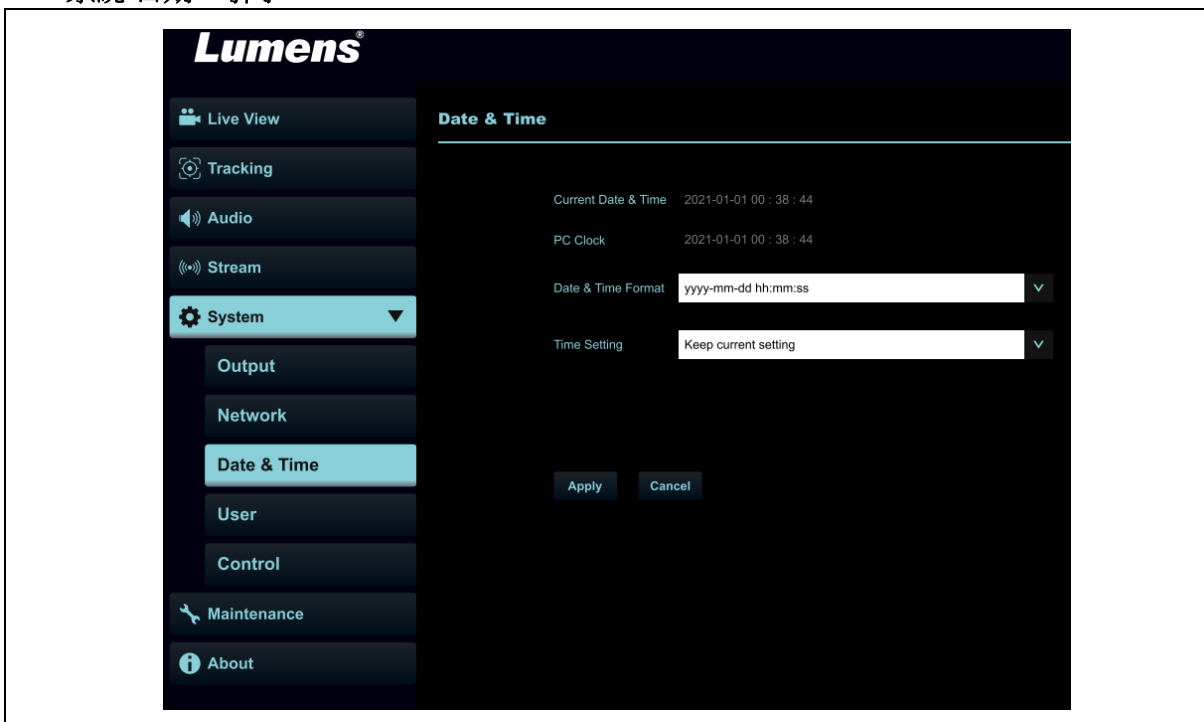 Lumens®
Live View
Tracking
Audio
Stream
System
Output
Network
Date & Time
User
Control
Maintenance
About
Date & Time
Current Date & Time 2021-01-01 00 : 38 : 44
PC Clock 2021-01-01 00 : 38 : 44
Date & Time Format yyyy-mm-dd hh:mm:ss
Time Setting Keep current setting
Apply Cancel